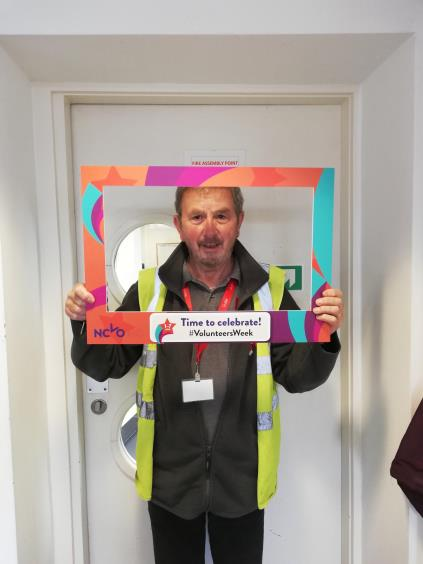 FIRE ASSEMBLY POINT
NCVO
Time to celebrate!
#VolunteersWeek